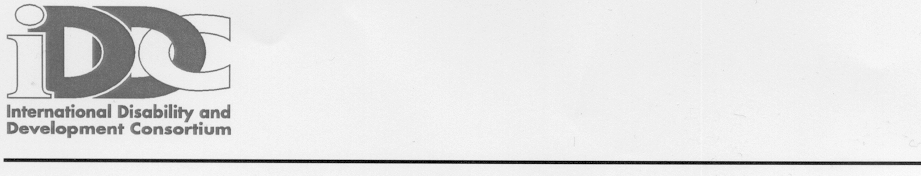 iDDC
International Disability and
Development Consortium